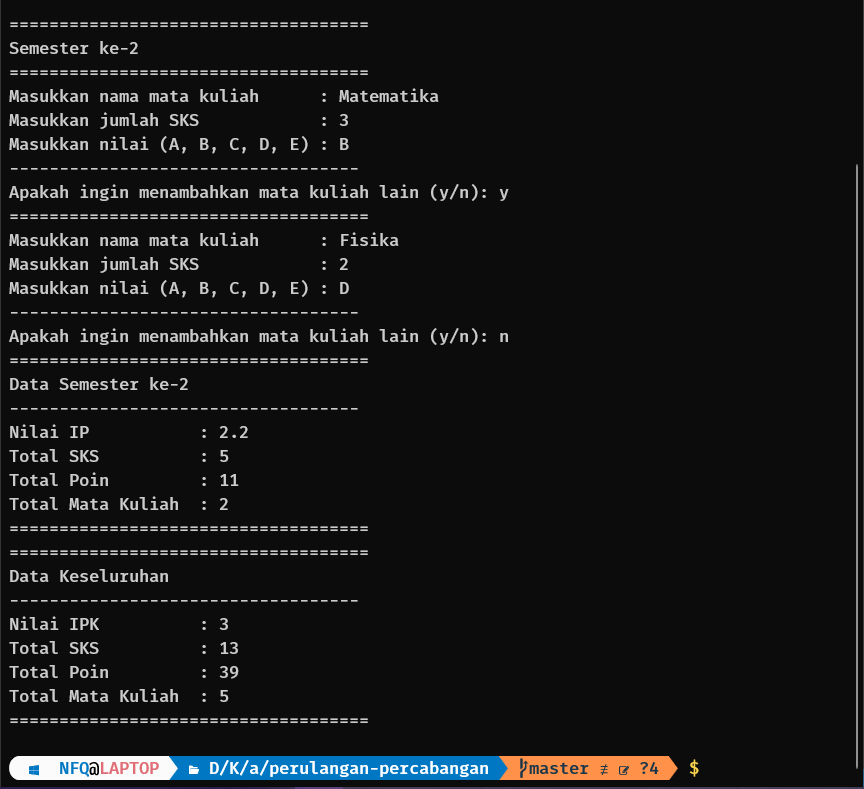 ====================================
Semester ke-2
====================================
Masukkan nama mata kuliah      : Matematika
Masukkan jumlah SKS            : 3
Masukkan nilai (A, B, C, D, E) : B
-----------------------------------
Apakah ingin menambahkan mata kuliah lain (y/n): y
====================================
Masukkan nama mata kuliah      : Fisika
Masukkan jumlah SKS            : 2
Masukkan nilai (A, B, C, D, E) : D
-----------------------------------
Apakah ingin menambahkan mata kuliah lain (y/n): n
====================================
Data Semester ke-2
-----------------------------------
Nilai IP           : 2.2
Total SKS          : 5
Total Poin         : 11
Total Mata Kuliah  : 2
====================================
====================================
Data Keseluruhan
-----------------------------------
Nilai IPK          : 3
Total SKS          : 13
Total Poin         : 39
Total Mata Kuliah  : 5
====================================
NFQ@LAPTOP D/K/a/perulangan-percabangan master ≢ ?4 $